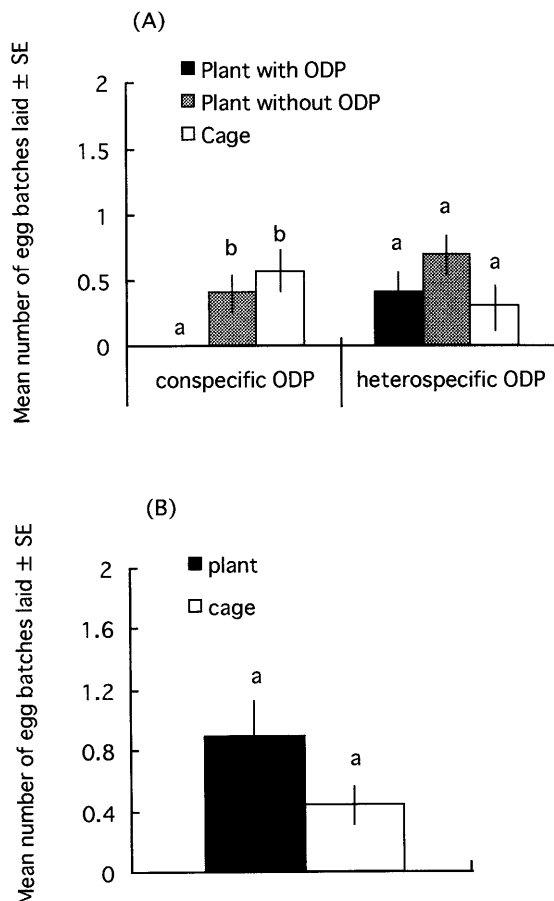 (A)
Mean number of egg batches laid ± SE
Plant with ODP
Plant without ODP
Cage
2
1.5
1
0.5
0
a
b
b
a
a
a
conspecific ODP
heterospecific ODP
(B)
Mean number of egg batches laid ± SE
plant
cage
2
1.6
1.2
0.8
0.4
0
a
a